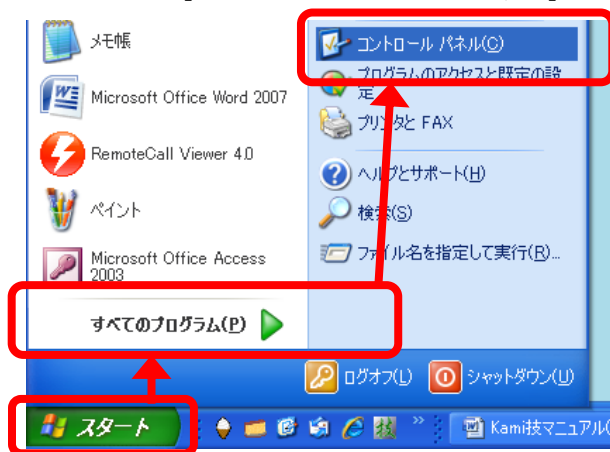 メモ帳
Microsoft Office Word 2007
RemoteCall Viewer 4.0
ペイント
Microsoft Office Access
2003
すべてのプログラム(P)
コントロール パネル(C)
プログラムのアクセスと既定の設
定
プリンタと FAX
ヘルプとサポート(H)
検索(S)
ファイル名を指定して実行(R)...
ログオフ(L)
シャットダウン(U)
スタート
技
Kami技マニュアル(